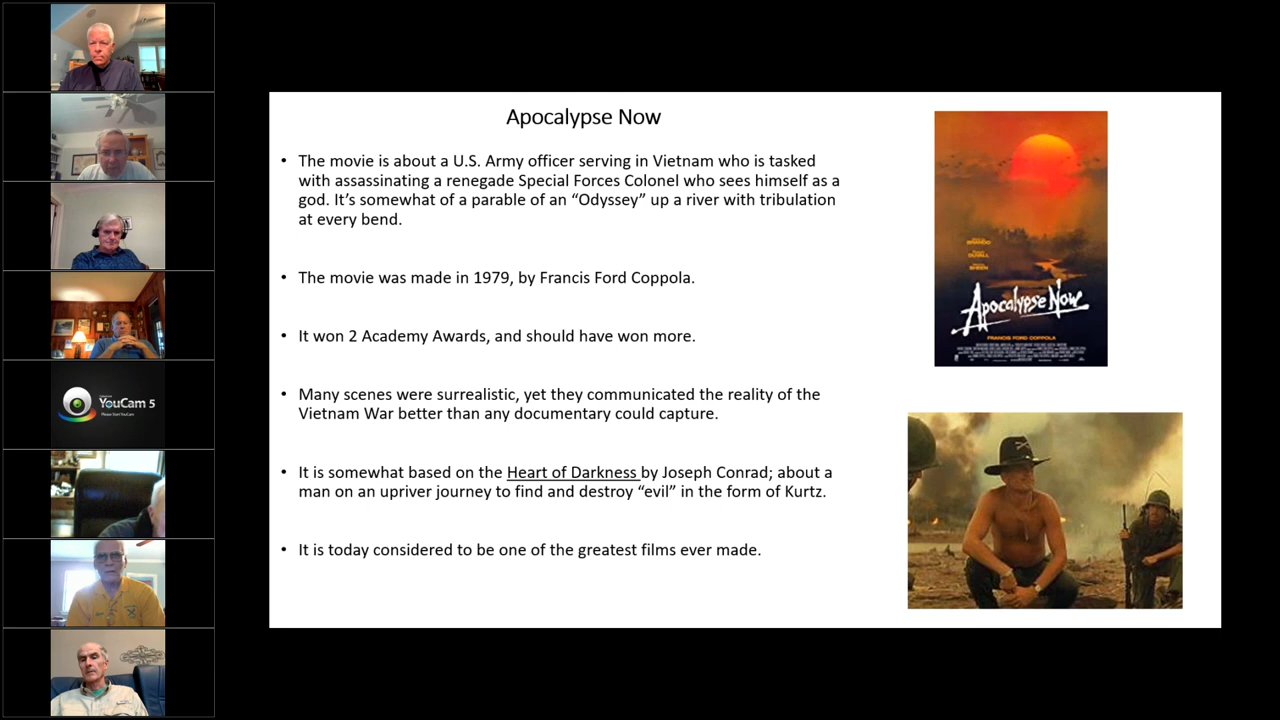 Apocalypse Now
• The movie is about a U.S. Army officer serving in Vietnam who is tasked
with assassinating a renegade Special Forces Colonel who sees himself as a
god. It’s somewhat of a parable of an “Odyssey” up a river with tribulation
at every bend.
• The movie was made in 1979, by Francis Ford Coppola.
• It won 2 Academy Awards, and should have won more.
• Many scenes were surrealistic, yet they communicated the reality of the
Vietnam War better than any documentary could capture.
• It is somewhat based on the Heart of Darkness by Joseph Conrad; about a
man on an upriver journey to find and destroy “evil” in the form of Kurtz.
• It is today considered to be one of the greatest films ever made.
BRANDO
DUVALL
SHEEN
Apocalypse Now
FRANCIS FORD COPPOLA
YouCam 5
Please Start YouCam